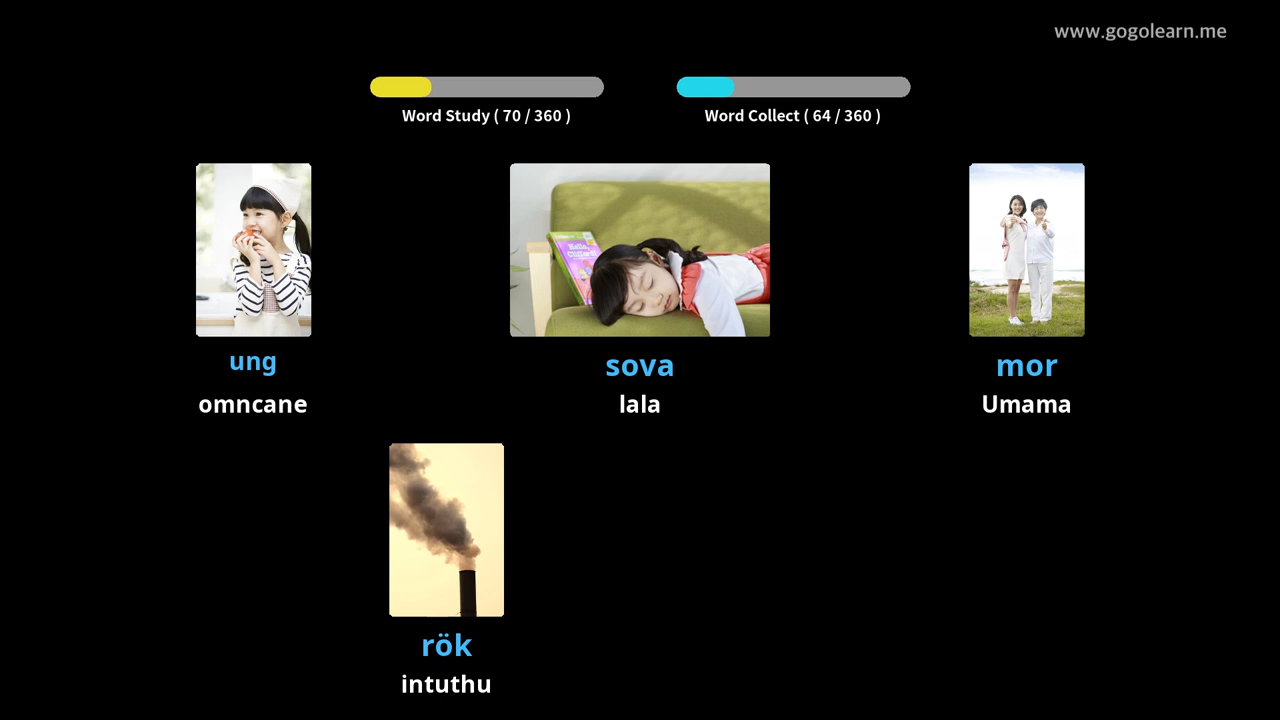 www.gogolearn.me
Word Study ( 70 / 360 )
Word Collect ( 64 / 360 )
ung
omncane
sova
lala
mor
Umama
rök
intuthu